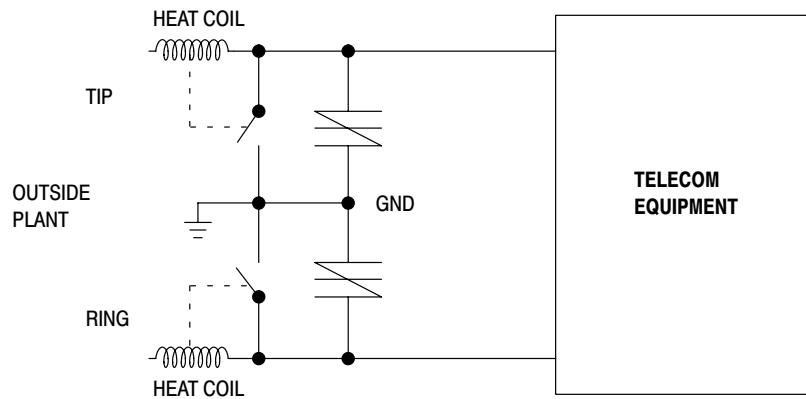 HEAT COIL
TIP
OUTSIDE
PLANT
GND
TELECOM
EQUIPMENT
RING
HEAT COIL